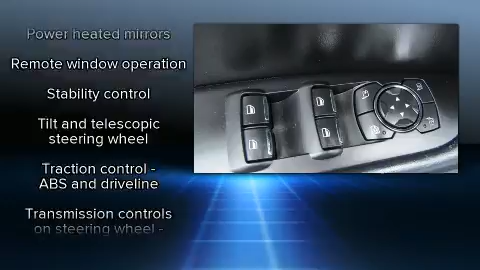 Power heated mirrors
Remote window operation
Stability control
Tilt and telescopic
steering wheel
Traction control -
ABS and driveline
Transmission controls
on steering wheel -